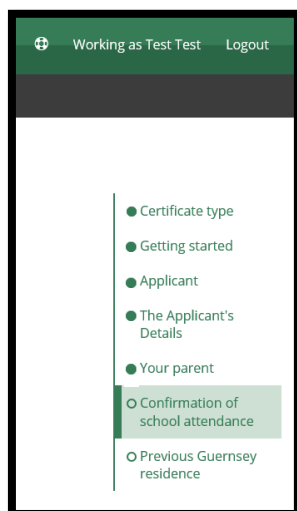 Working as Test Test Logout
Certificate type
Getting started
Applicant
The Applicant's
Details
Your parent
Confirmation of
school attendance
Previous Guernsey
residence